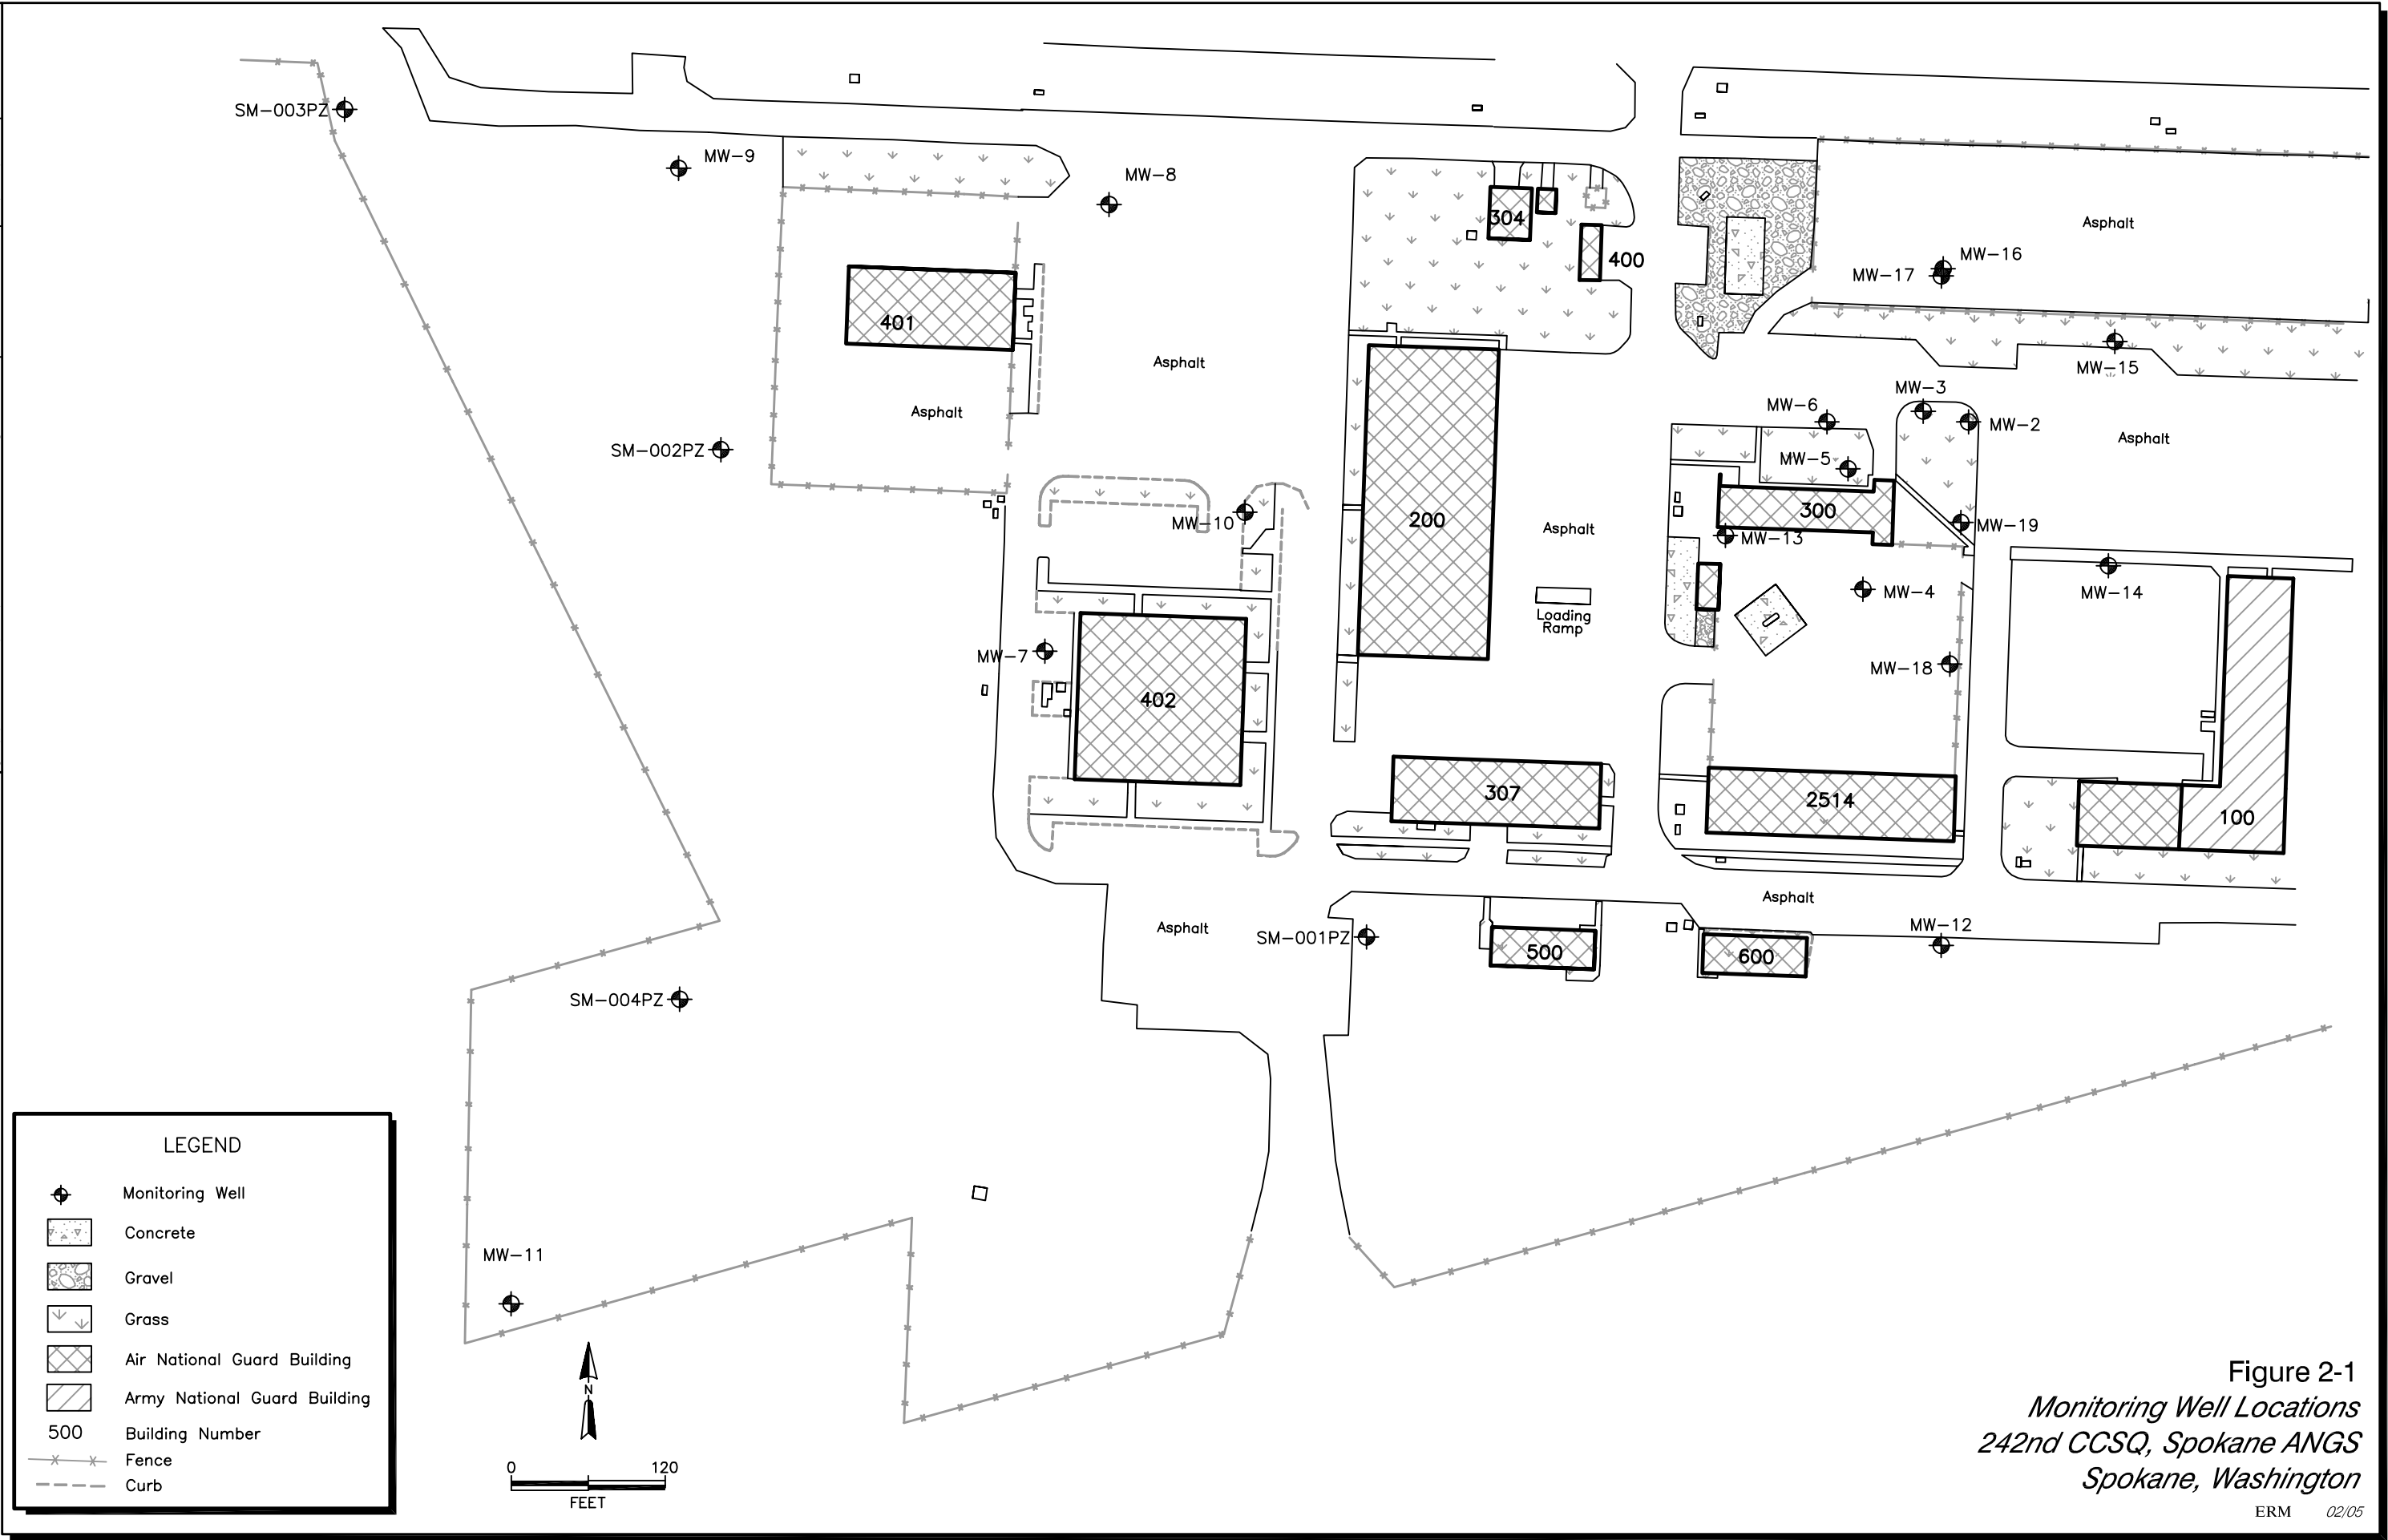 SM-003PZ
MW-9
MW-8
304
400
Asphalt
MW-16
MW-17
401
Asphalt
MW-15
MW-3
MW-6
MW-2
Asphalt
Asphalt
SM-002PZ
MW-5
MW-10
200
Asphalt
300
MW-19
MW-13
MW-4
MW-14
Loading
Ramp
MW-7
MW-18
402
307
2514
100
Asphalt
Asphalt
SM-001PZ
MW-12
500
600
SM-004PZ
LEGEND
Monitoring Well
Concrete
Gravel
Grass
Air National Guard Building
Army National Guard Building
500 Building Number
Fence
Curb
MW-11
N
0 120
FEET
Figure 2-1
Monitoring Well Locations
242nd CCSQ, Spokane ANGS
Spokane, Washington
ERM 02/05